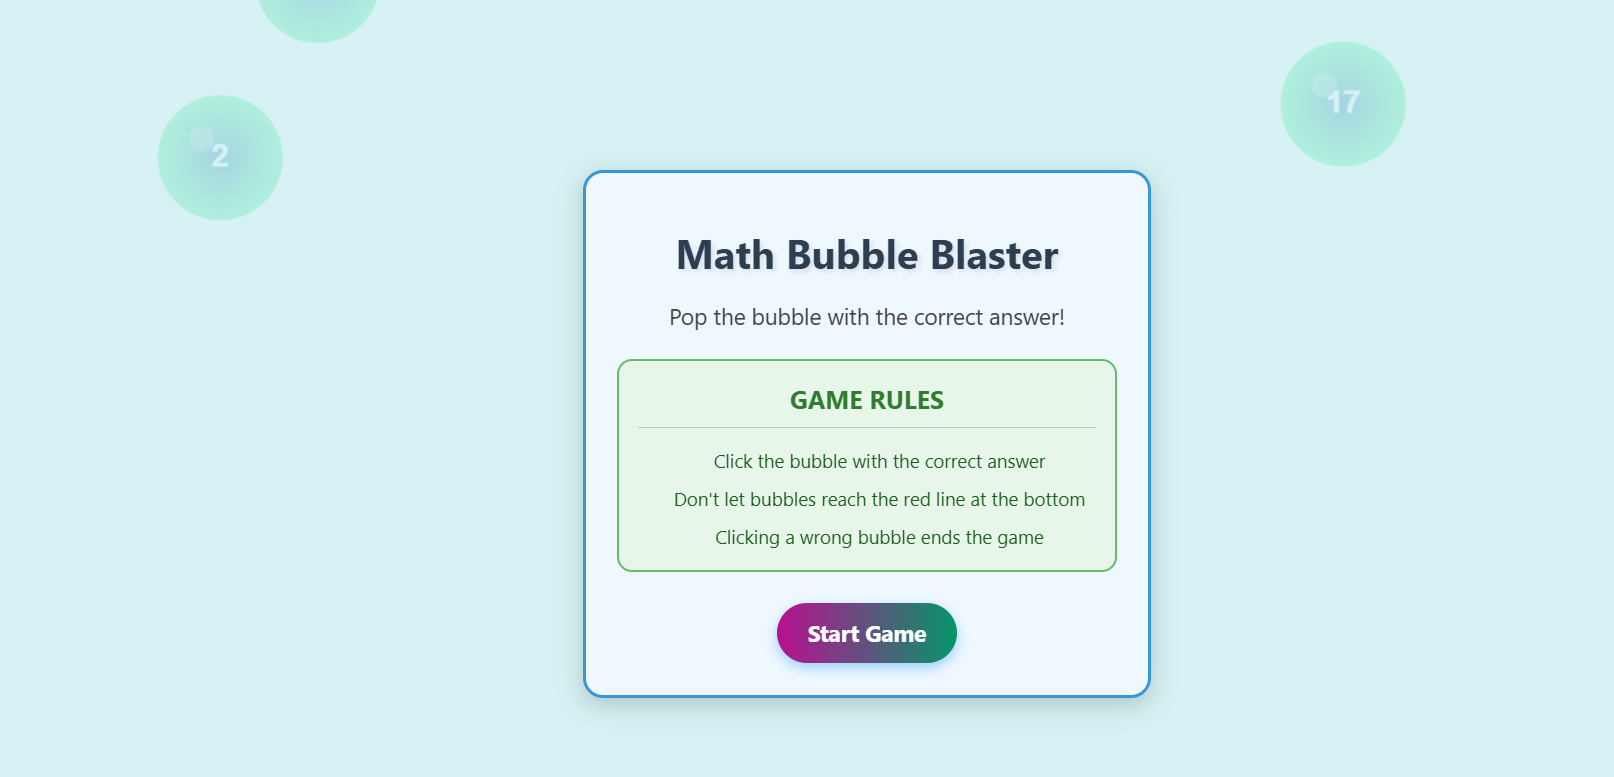 17
2
Math Bubble Blaster
Pop the bubble with the correct answer!
GAME RULES
Click the bubble with the correct answer
Don't let bubbles reach the red line at the bottom
Clicking a wrong bubble ends the game
Start Game